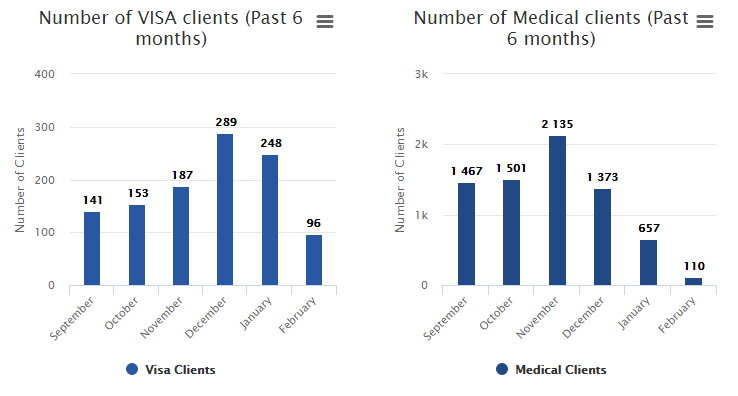 Number of VISA clients (Past 6
months)
400
300
200
100
0
Number of Clients
141
153
187
289
248
96
September
October
November
December
January
February
Visa Clients
Number of Medical clients (Past
6 months)
3k
2k
1k
0
Number of Clients
1 467
1 501
2 135
1 373
657
110
September
October
November
December
January
February
Medical Clients